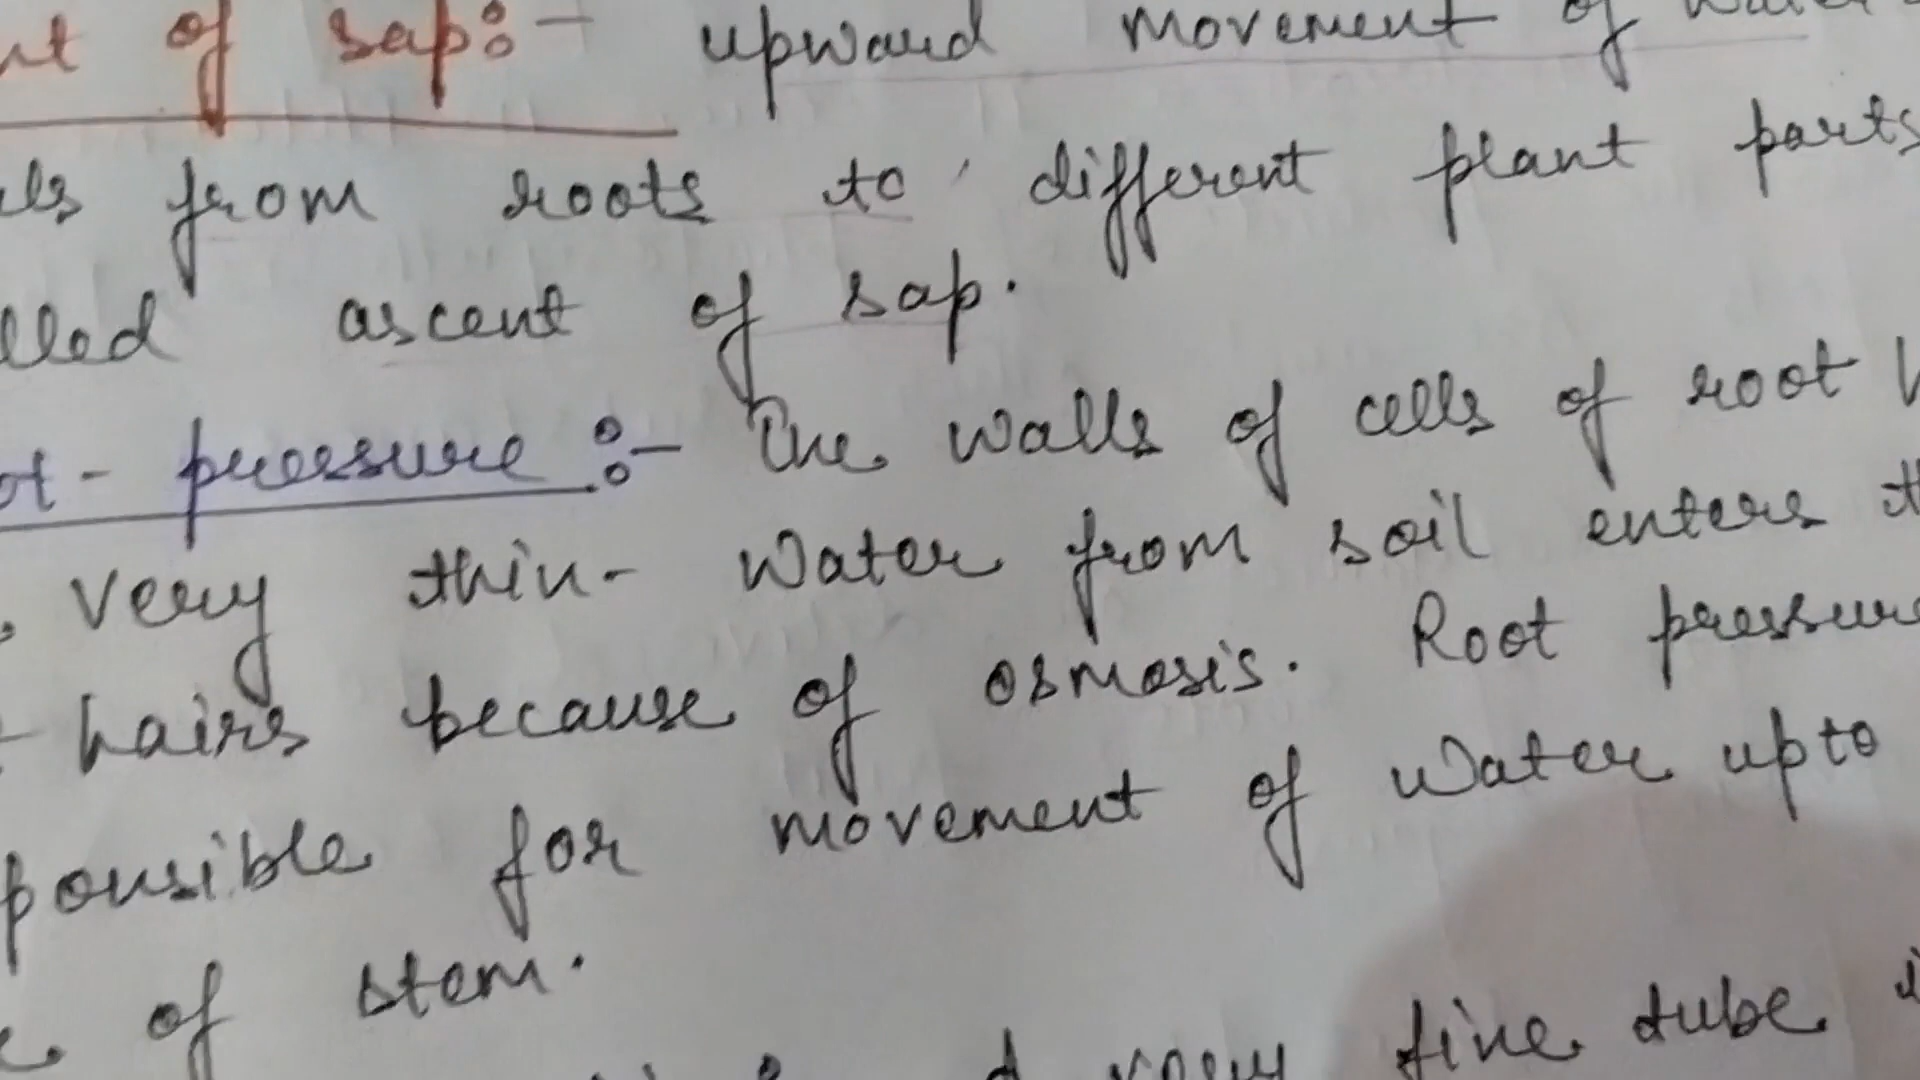 of sap:- upward movement of
from roots to different plant parts
ascent of sap.
pressure :- The walls of cells of root
very thin- Water from soil enters
hairs because of osmosis. Root pressure
for movement of water upto
of stem.
very fine tube